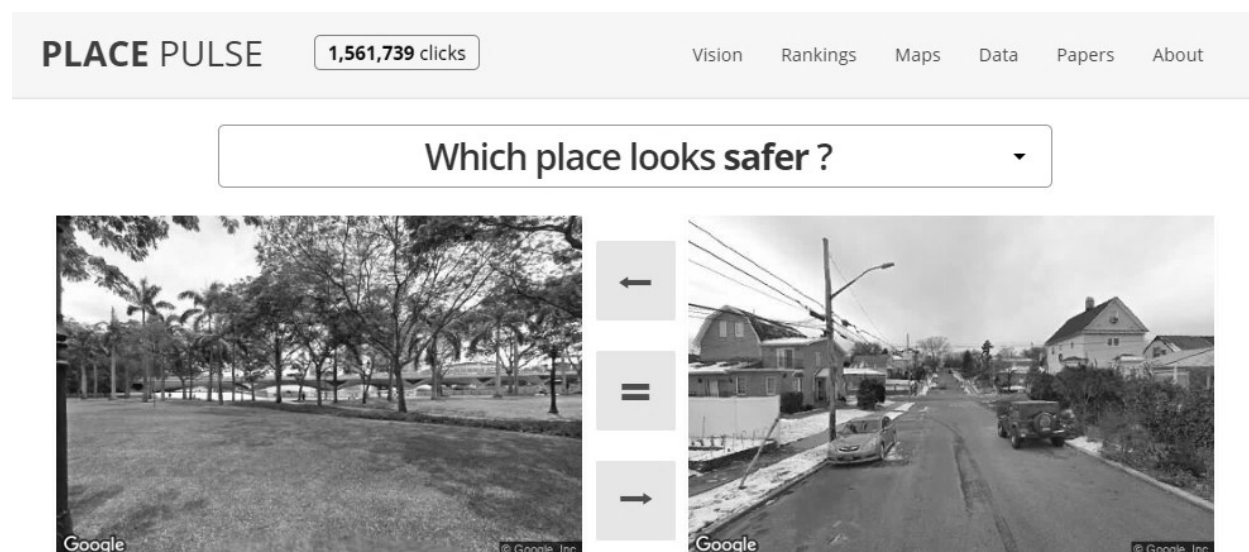 PLACE PULSE
1,561,739 clicks
Vision Rankings Maps Data Papers About
Which place looks safer ?
Google
© Google, Inc
Google
© Google, Inc